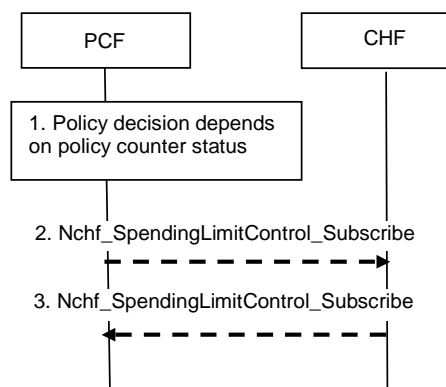 PCF
CHF
1. Policy decision depends
on policy counter status
2. Nchf_SpendingLimitControl_Subscribe
3. Nchf_SpendingLimitControl_Subscribe